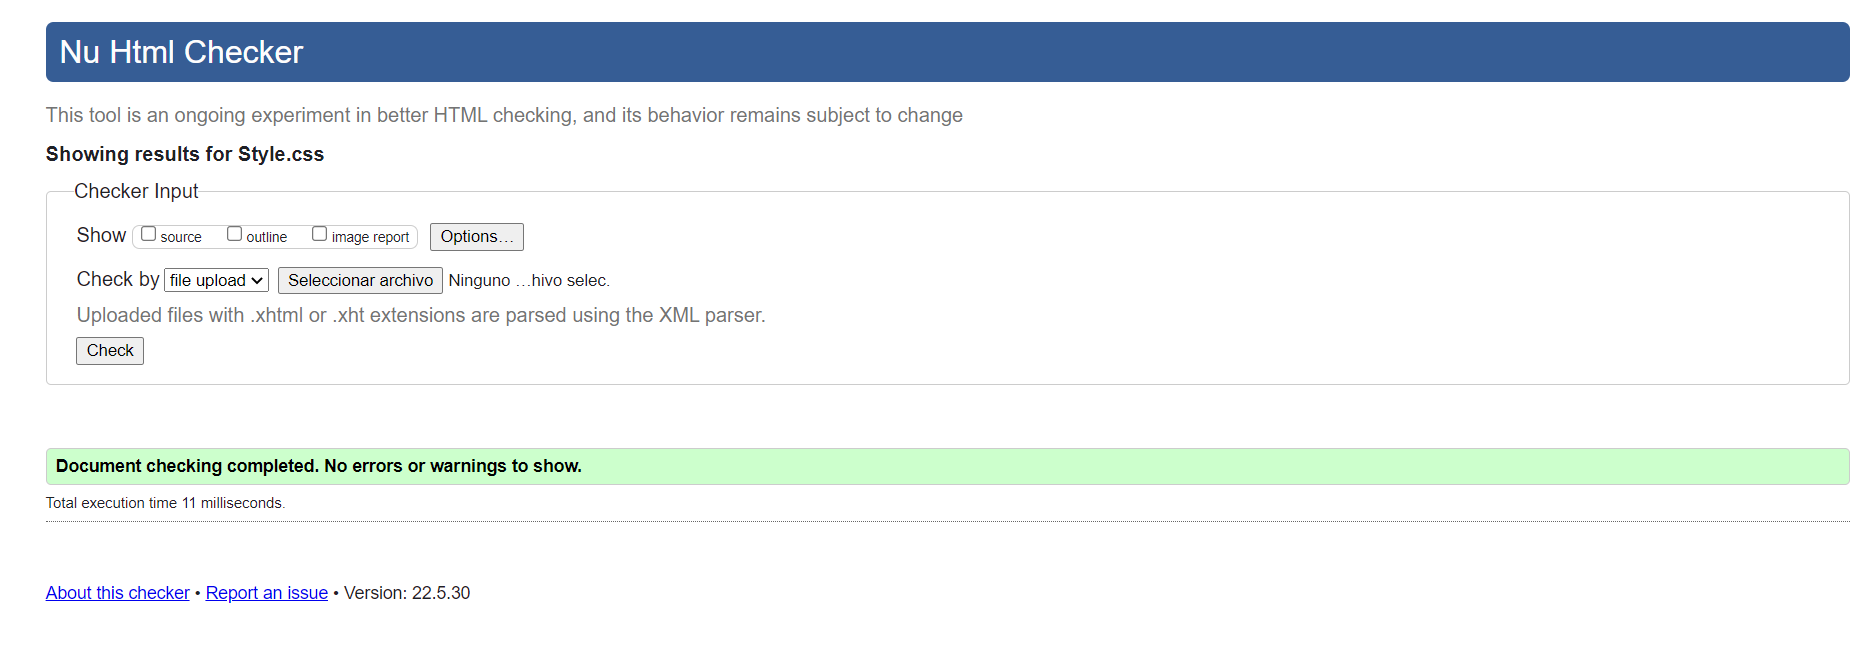 Nu Html Checker
This tool is an ongoing experiment in better HTML checking, and its behavior remains subject to change
Showing results for Style.css
Checker Input
Show source outline image report Options…
Check by file upload Seleccionar archivo Ninguno …hivo selec.
Uploaded files with .xhtml or .xht extensions are parsed using the XML parser.
Check
Document checking completed. No errors or warnings to show.
Total execution time 11 milliseconds.
About this checker • Report an issue • Version: 22.5.30